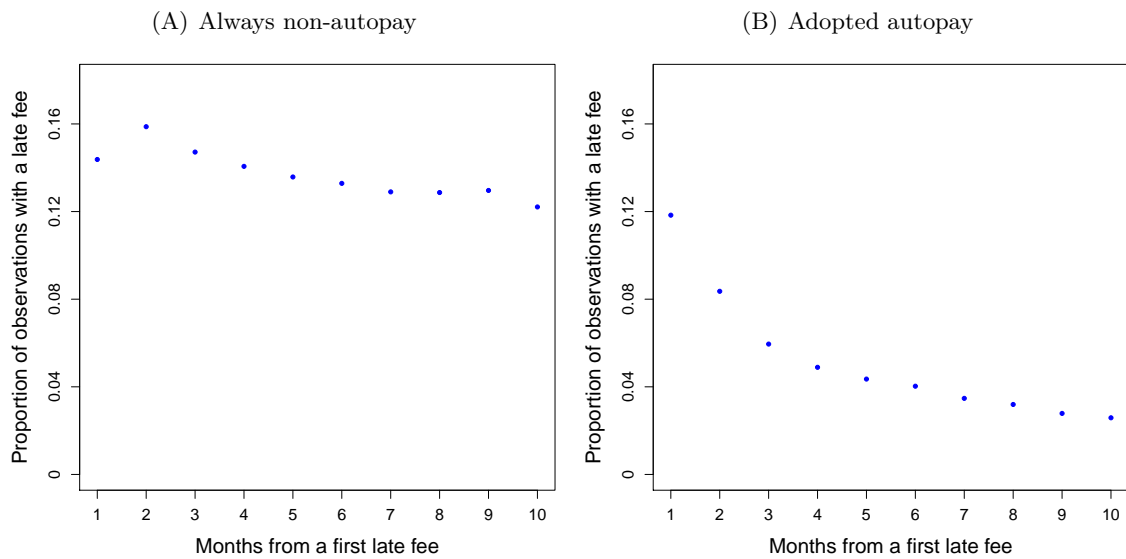 (A) Always non-autopay
Proportion of observations with a late fee
0.16
0.12
0.08
0.04
0
1 2 3 4 5 6 7 8 9 10
Months from a first late fee
(B) Adopted autopay
Proportion of observations with a late fee
0.16
0.12
0.08
0.04
0
1 2 3 4 5 6 7 8 9 10
Months from a first late fee